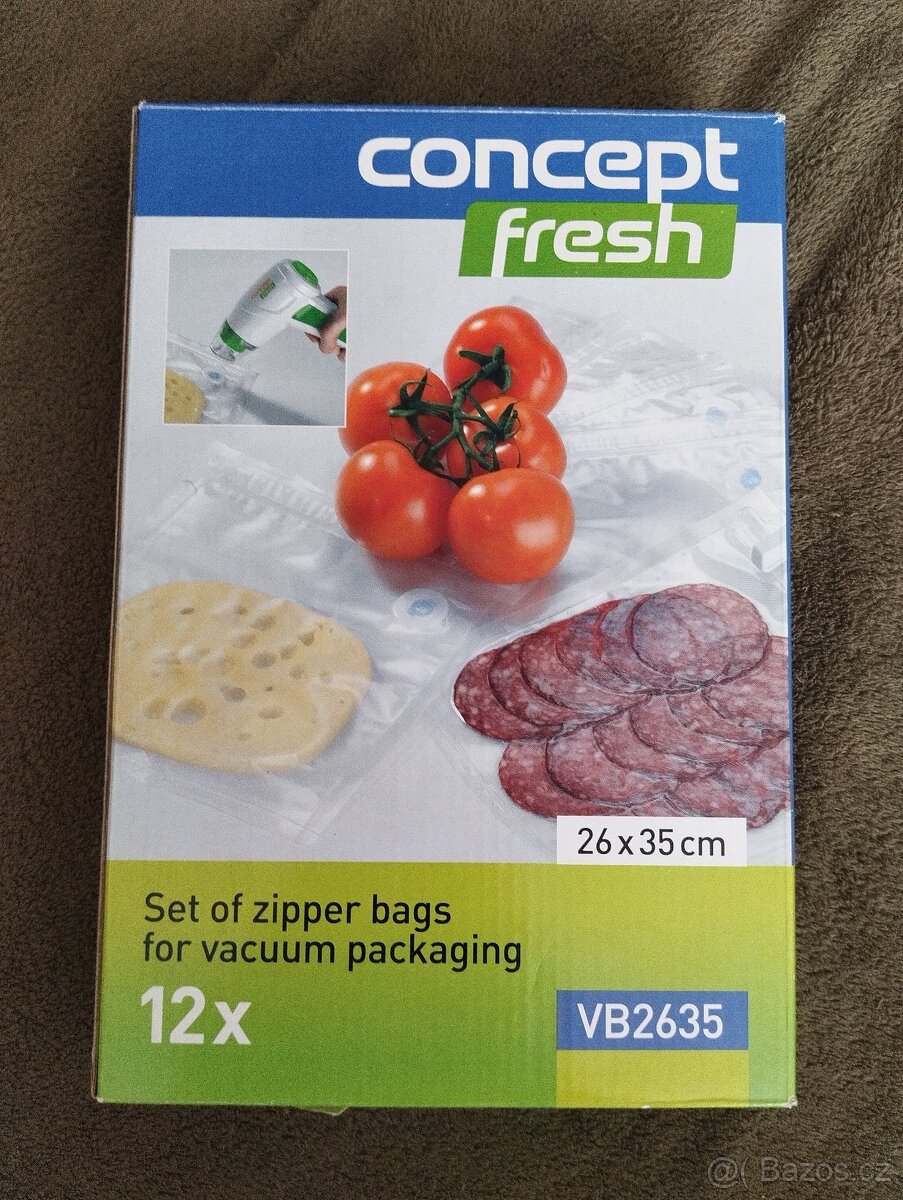 concept
fresh
26 x 35 cm
Set of zipper bags
for vacuum packaging
12x
VB2635
@( Bazos.cz